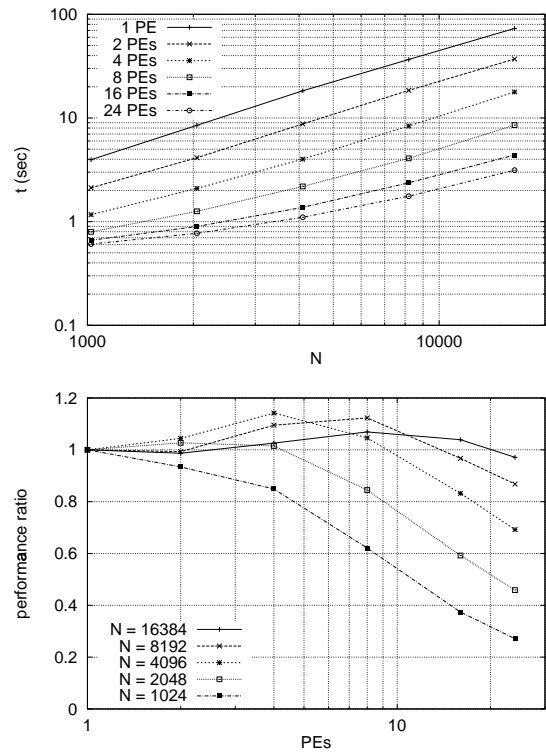 100
10
1
0.1
t (sec)
1 PE
2 PEs
4 PEs
8 PEs
16 PEs
24 PEs
1000
10000
N
1.2
1
0.8
0.6
0.4
0.2
0
performance ratio
N = 16384
N = 8192
N = 4096
N = 2048
N = 1024
1
10
PEs